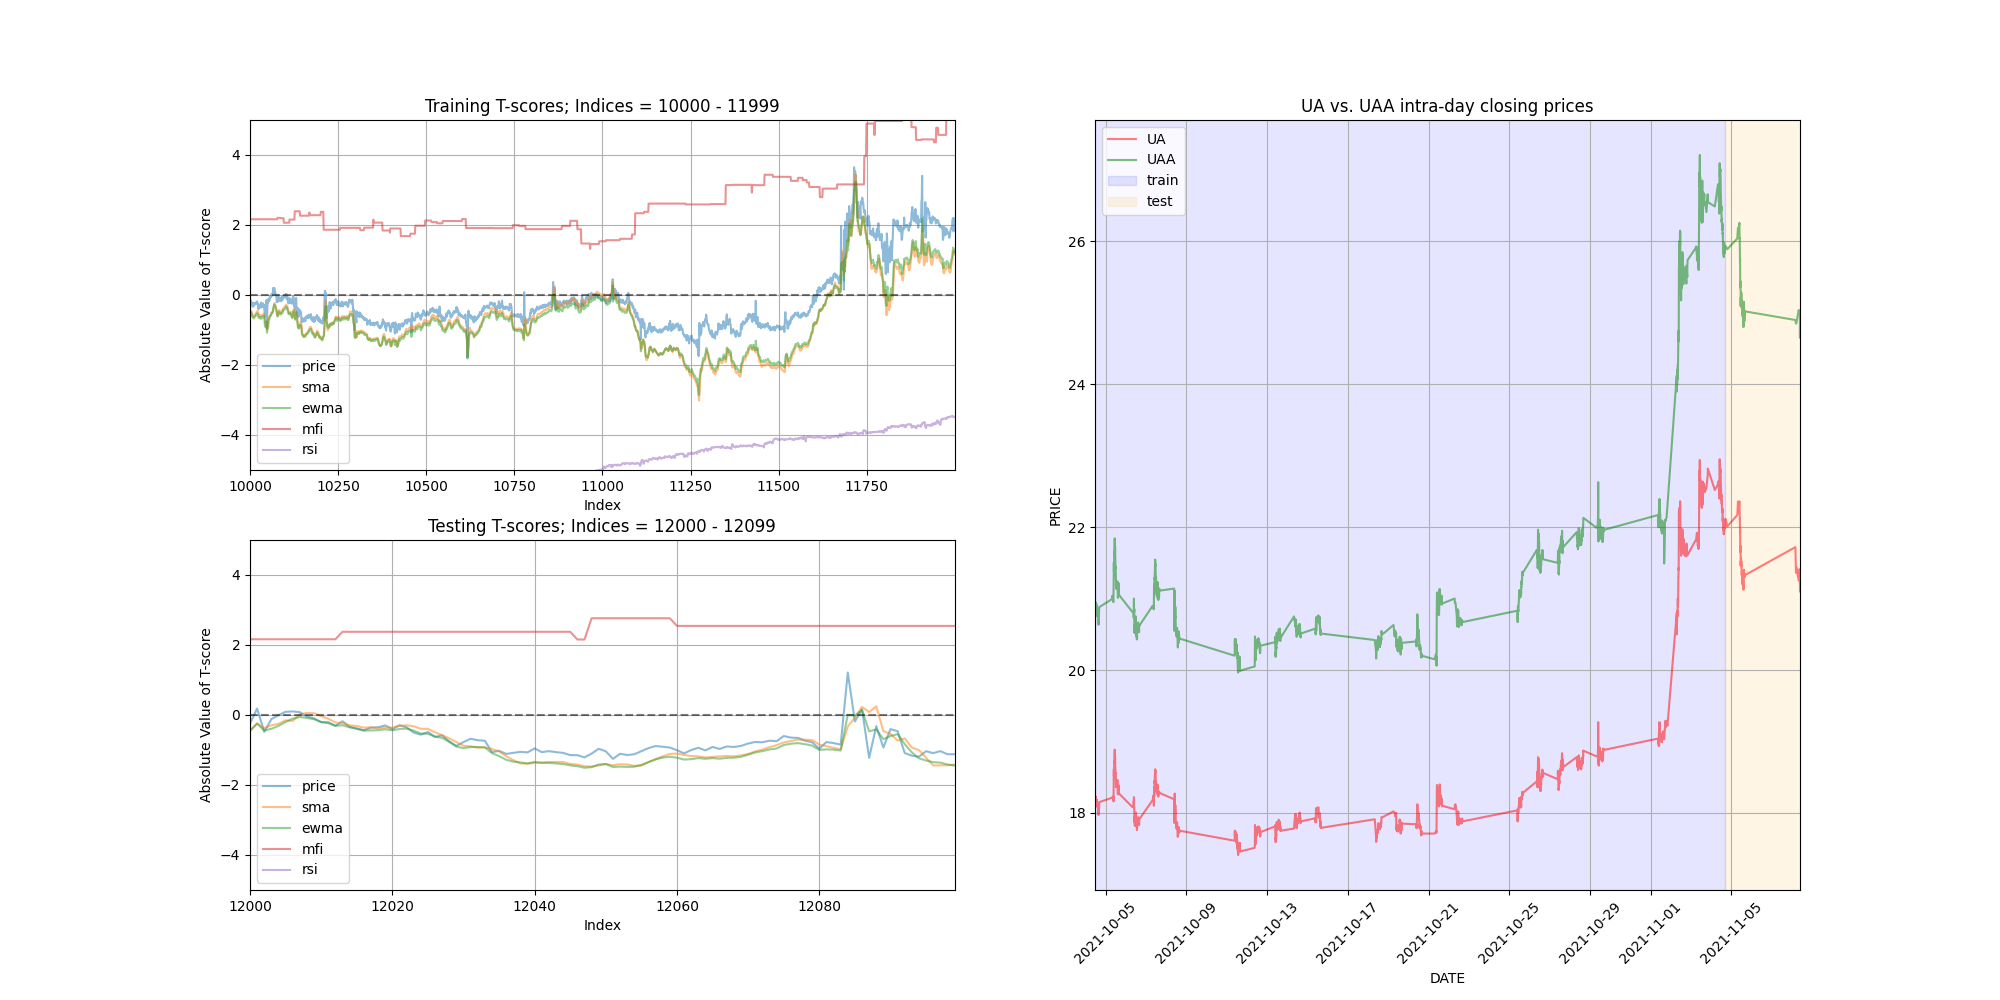 Training T-scores; Indices = 10000 - 11999
Absolute Value of T-score
4
2
0
−2
−4
price
sma
ewma
mfi
rsi
10000 10250 10500 10750 11000 11250 11500 11750
Index
Testing T-scores; Indices = 12000 - 12099
Absolute Value of T-score
4
2
0
−2
−4
price
sma
ewma
mfi
rsi
12000 12020 12040 12060 12080
Index
UA vs. UAA intra-day closing prices
UA
UAA
train
test
PRICE
26
24
22
20
18
2021-10-05 2021-10-09 2021-10-13 2021-10-17 2021-10-21 2021-10-25 2021-10-29 2021-11-01 2021-11-05
DATE